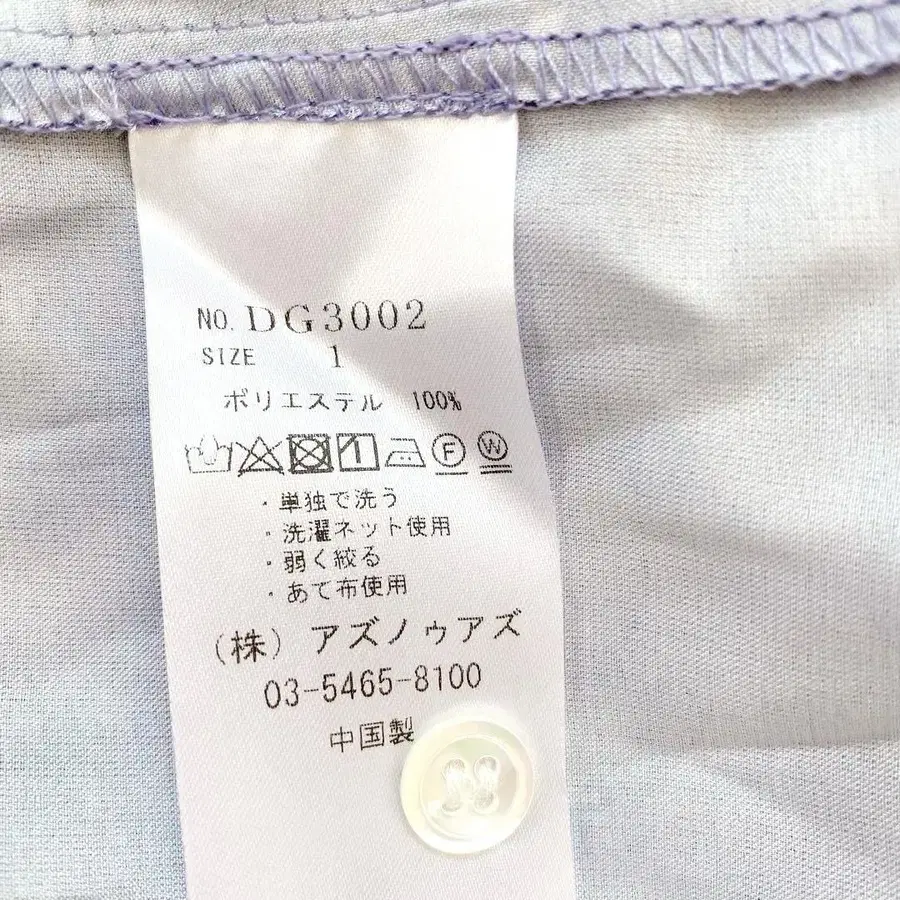 NO. DG3002
SIZE 1
ポリエステル 100%
F W
・単独で洗う
・洗濯ネット使用
・弱く絞る
・あて布使用
(株) アズノゥアズ
03-5465-8100
中国製